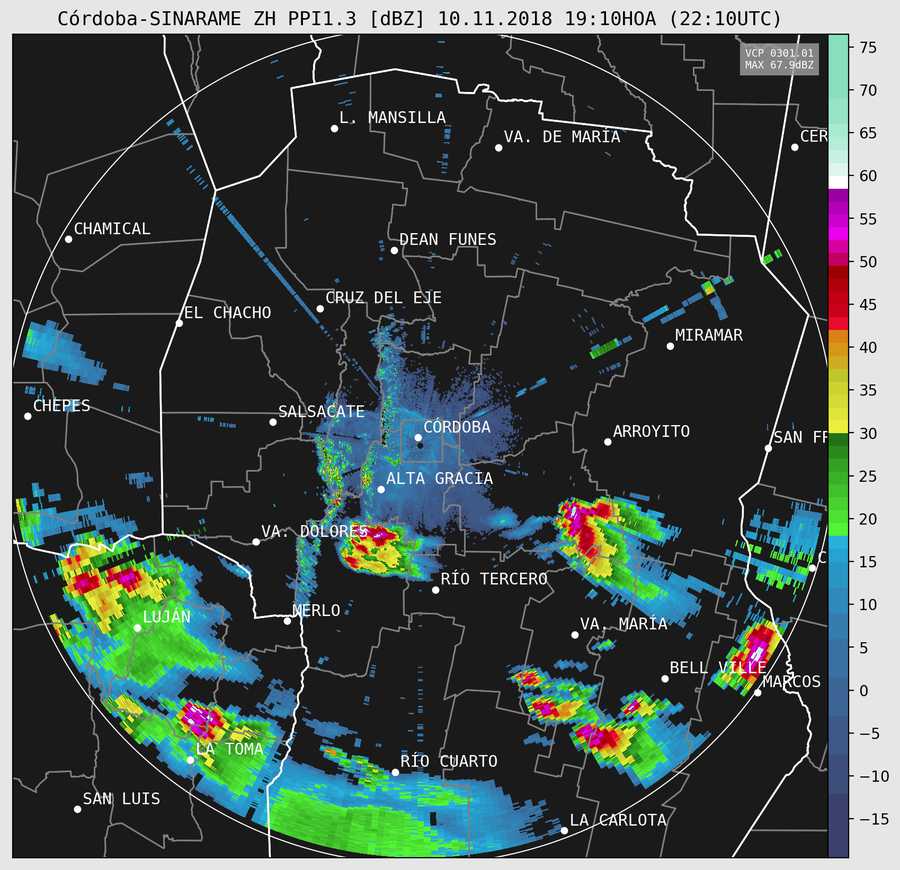 Córdoba-SINARAME ZH PPI1.3 [dBZ] 10.11.2018 19:10HOA (22:10UTC)
VCP 0301.01
MAX 67.9dBZ
75
70
65
60
55
50
45
40
35
30
25
20
15
10
5
0
−5
−10
−15
L. MANSILLA
VA. DE MARÍA
CER
CHAMICAL
DEAN FUNES
CRUZ DEL EJE
EL CHACHO
MIRAMAR
CHEPES
SALSACATE
CÓRDOBA
ARROYITO
SAN FR
ALTA GRACIA
VA. DOLORES
C
RÍO TERCERO
MERLO
LUJÁN
VA. MARÍA
BELL VILLE
MARCOS
LA TOMA
RÍO CUARTO
SAN LUIS
LA CARLOTA